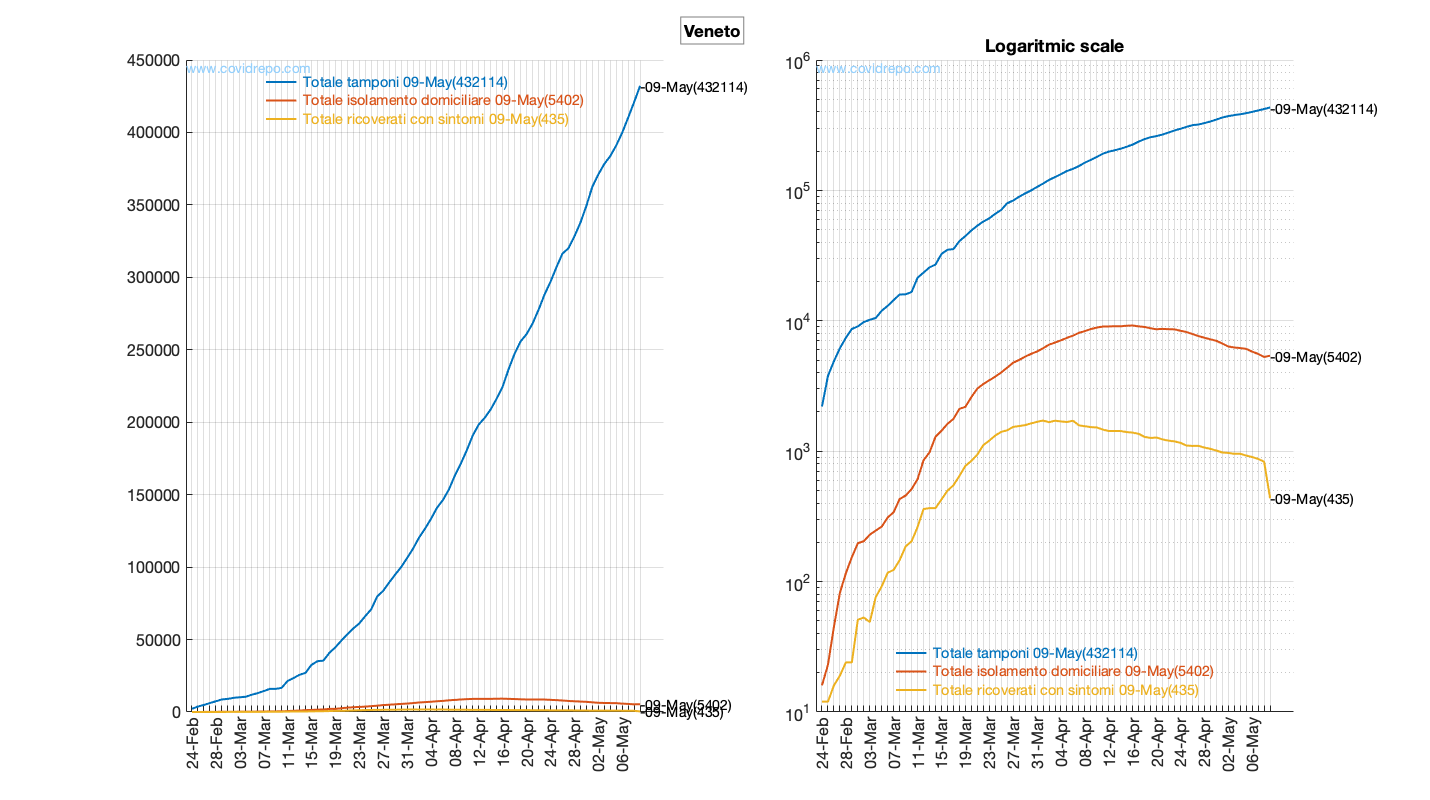 Veneto
www.covidrepo.com
Totale tamponi 09-May(432114)
Totale isolamento domiciliare 09-May(5402)
Totale ricoverati con sintomi 09-May(435)
450000
400000
350000
300000
250000
200000
150000
100000
50000
0
-09-May(432114)
-09-May(5402)
-09-May(435)
24-Feb
28-Feb
03-Mar
07-Mar
11-Mar
15-Mar
19-Mar
23-Mar
27-Mar
31-Mar
04-Apr
08-Apr
12-Apr
16-Apr
20-Apr
24-Apr
28-Apr
02-May
06-May
Logaritmic scale
www.covidrepo.com
10^6
10^5
10^4
10^3
10^2
10^1
-09-May(432114)
-09-May(5402)
-09-May(435)
Totale tamponi 09-May(432114)
Totale isolamento domiciliare 09-May(5402)
Totale ricoverati con sintomi 09-May(435)
24-Feb
28-Feb
03-Mar
07-Mar
11-Mar
15-Mar
19-Mar
23-Mar
27-Mar
31-Mar
04-Apr
08-Apr
12-Apr
16-Apr
20-Apr
24-Apr
28-Apr
02-May
06-May